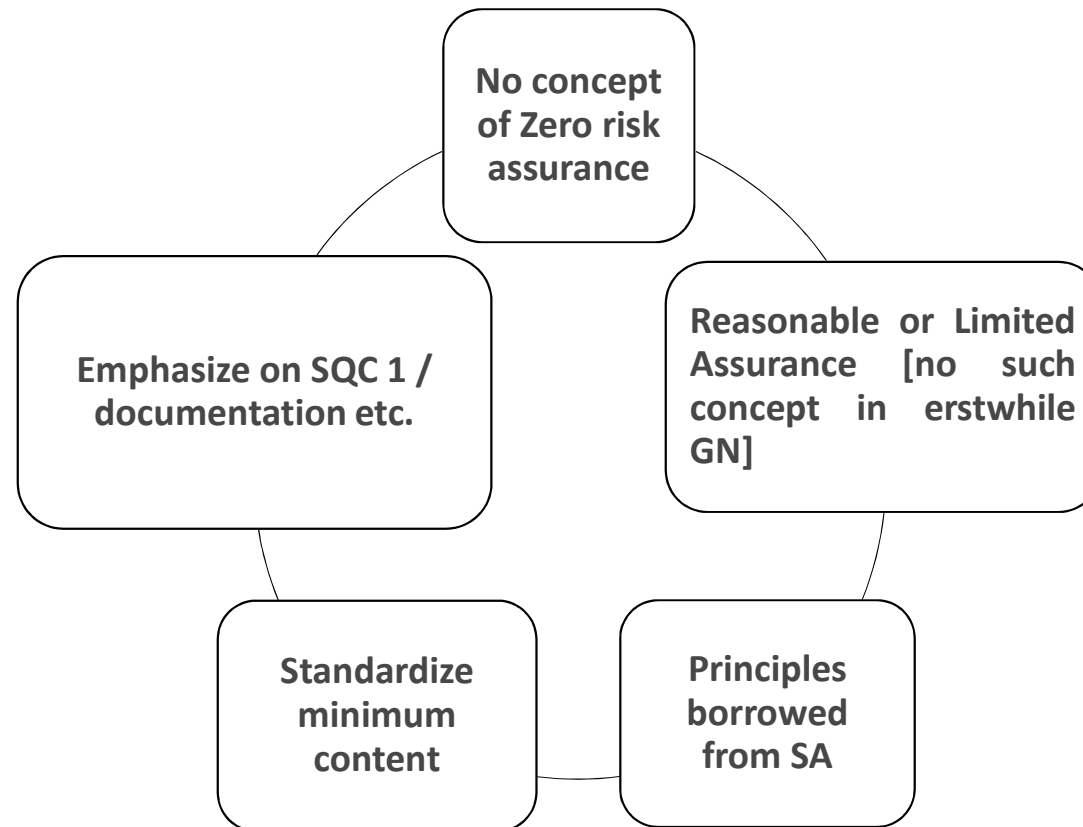 No concept
of Zero risk
assurance
Reasonable or Limited
Assurance [no such
concept in erstwhile
GN]
Principles
borrowed
from SA
Standardize
minimum
content
Emphasize on SQC 1 /
documentation etc.